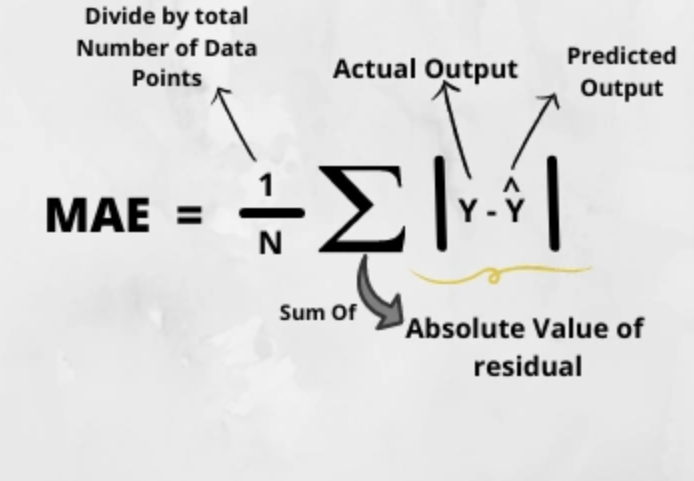 Divide by total
Number of Data
Points
Actual Output
Predicted
Output
MAE = 1/N ∑ |Y - Ŷ|
Sum Of
Absolute Value of
residual